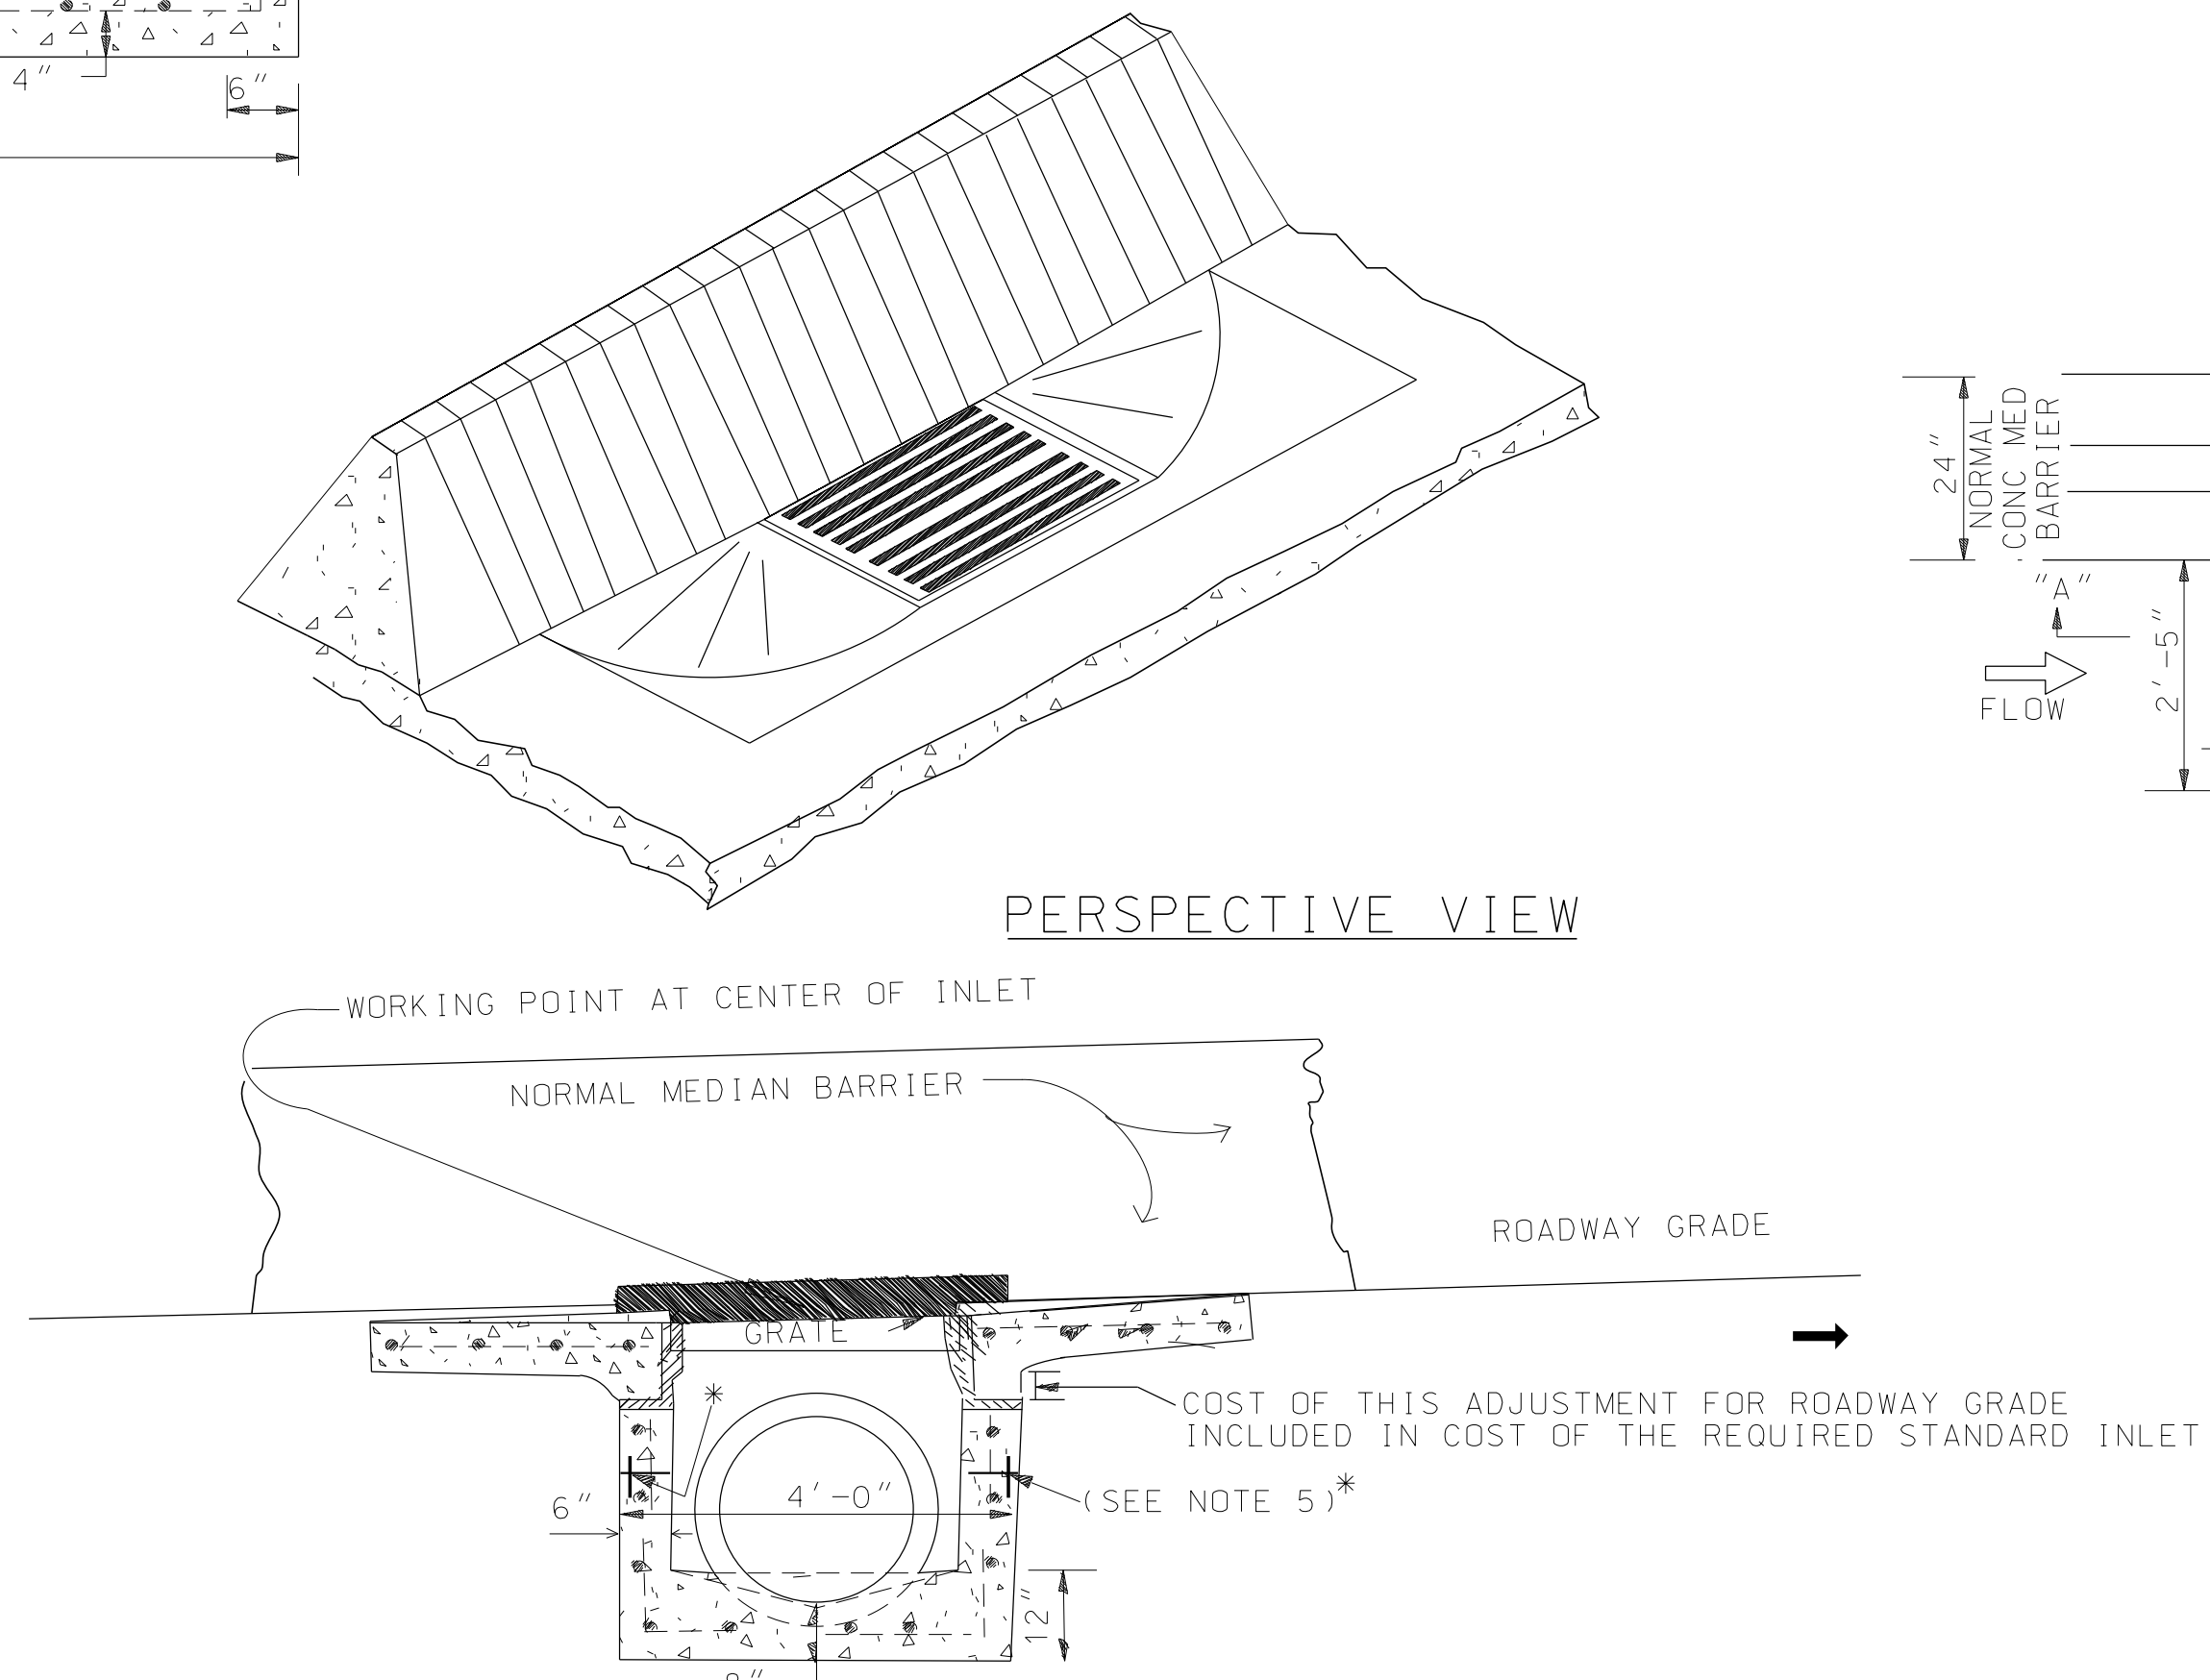 4"
6"
24"
NORMAL
CONC MED
BARRIER
"A"
FLOW
2'-5"
PERSPECTIVE VIEW
WORKING POINT AT CENTER OF INLET
NORMAL MEDIAN BARRIER
ROADWAY GRADE
GRATE
*
COST OF THIS ADJUSTMENT FOR ROADWAY GRADE
INCLUDED IN COST OF THE REQUIRED STANDARD INLET
6"
4'-0"
(SEE NOTE 5)*
12"